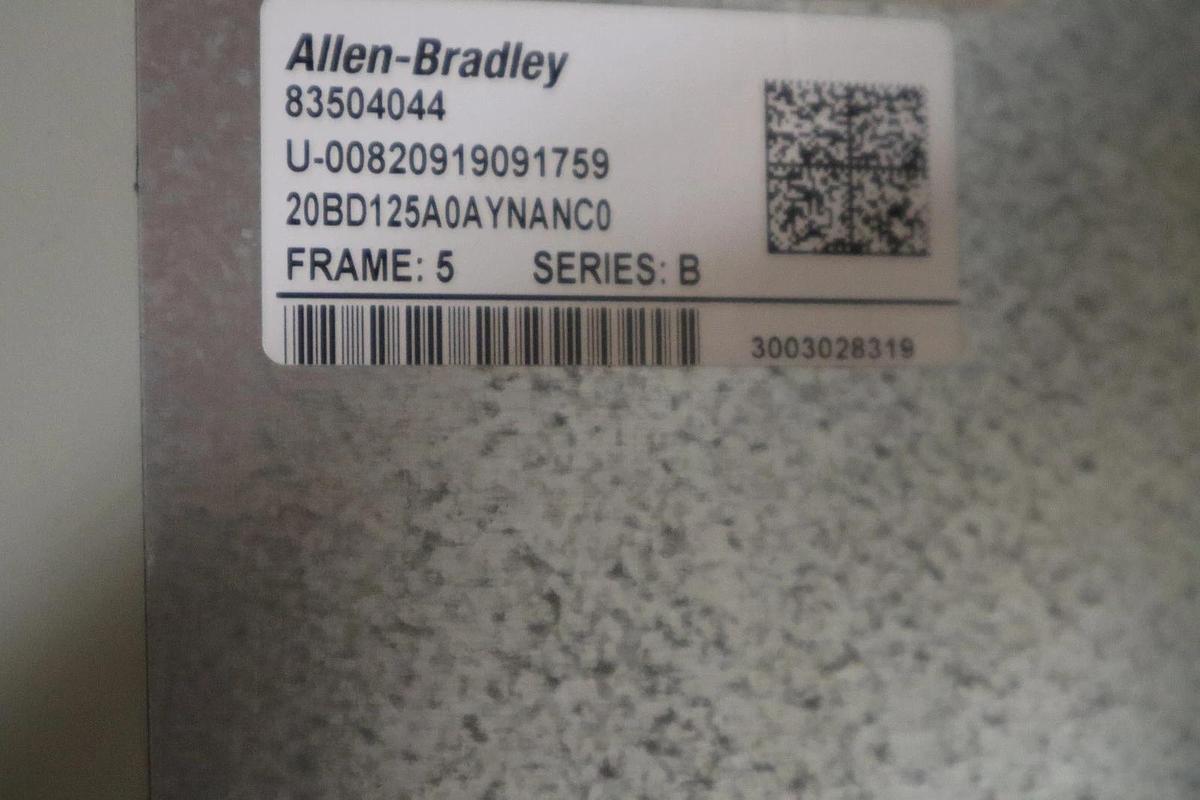 Allen-Bradley
83504044
U-00820919091759
20BD125A0AYNANC0
FRAME: 5 SERIES: B
3003028319